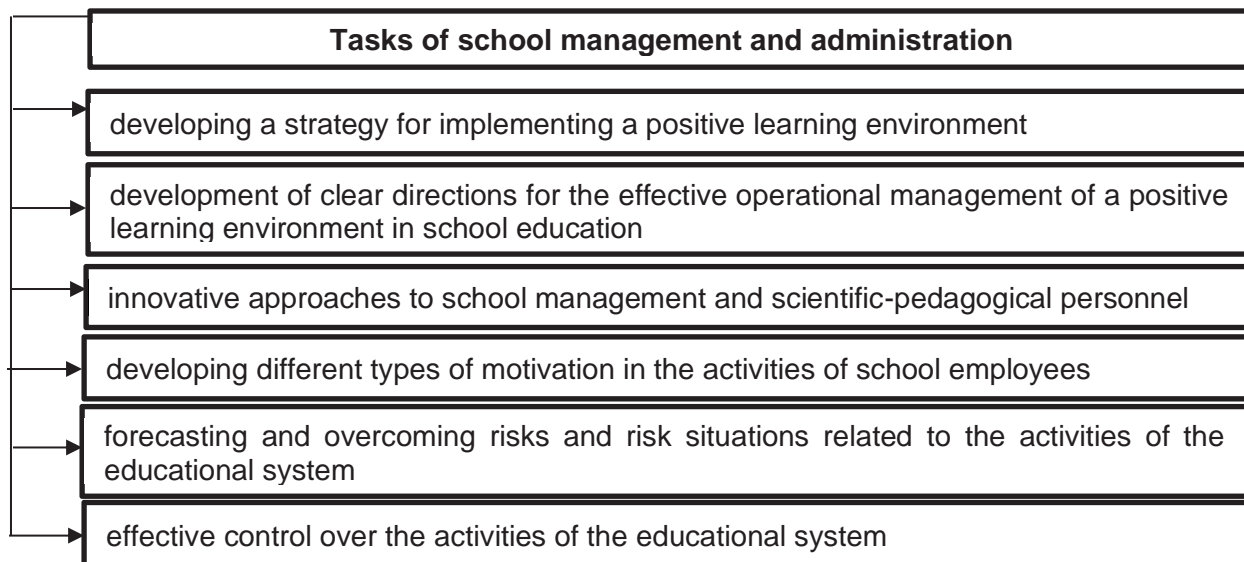 Tasks of school management and administration
developing a strategy for implementing a positive learning environment
development of clear directions for the effective operational management of a positive
learning environment in school education
innovative approaches to school management and scientific-pedagogical personnel
developing different types of motivation in the activities of school employees
forecasting and overcoming risks and risk situations related to the activities of the
educational system
effective control over the activities of the educational system